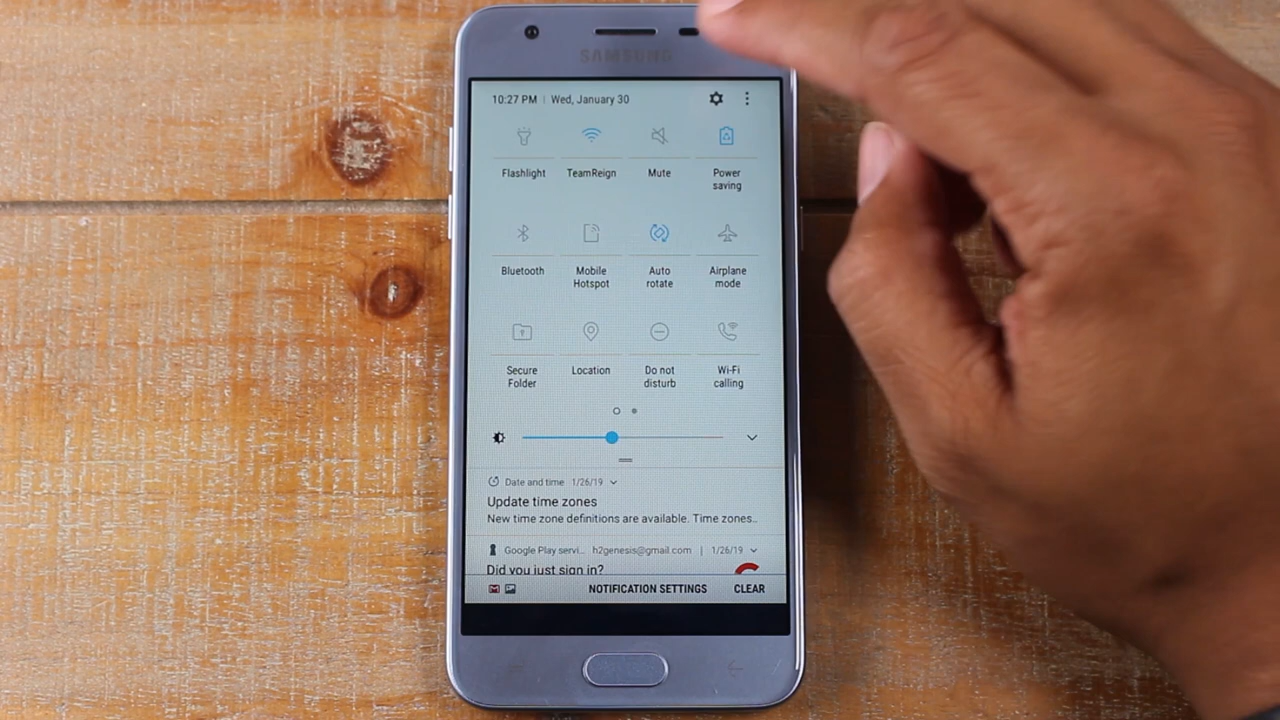 SAMSUNG
10:27 PM | Wed, January 30
Flashlight TeamReign Mute Power
saving
Bluetooth Mobile Auto Airplane
Hotspot rotate mode
Secure Location Do not Wi-Fi
Folder disturb calling
Date and time 1/26/19
Update time zones
New time zone definitions are available. Time zones..
Google Play servi... h2genesis@gmail.com | 1/26/19
Did you just sign in?
NOTIFICATION SETTINGS CLEAR